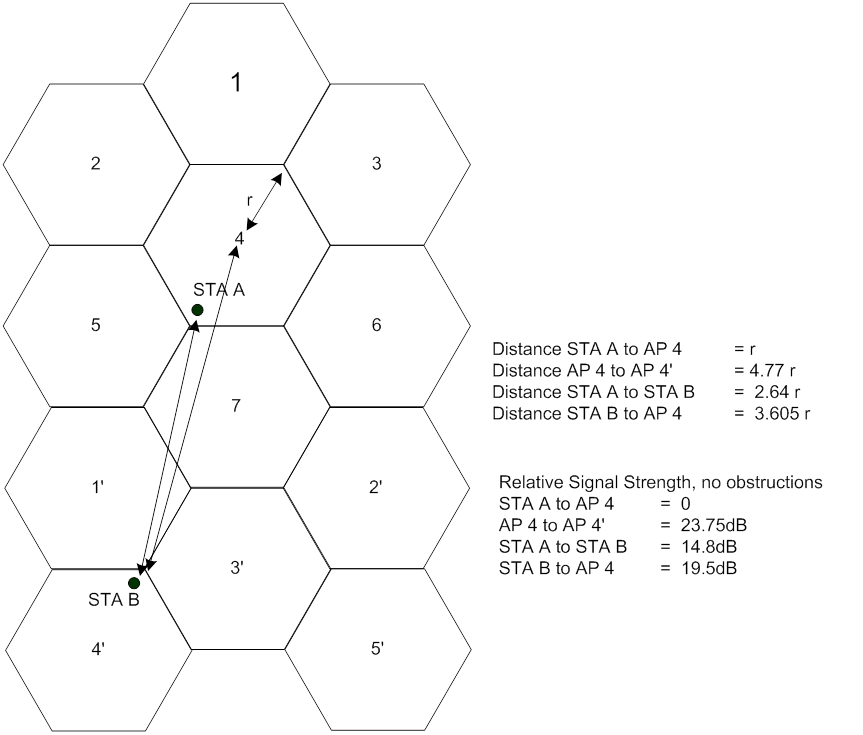 1
2
3
r
4
STA A
5
6
Distance STA A to AP 4 = r
Distance AP 4 to AP 4' = 4.77 r
Distance STA A to STA B = 2.64 r
Distance STA B to AP 4 = 3.605 r
7
Relative Signal Strength, no obstructions
STA A to AP 4 = 0
AP 4 to AP 4' = 23.75dB
STA A to STA B = 14.8dB
STA B to AP 4 = 19.5dB
1'
2'
3'
STA B
4'
5'